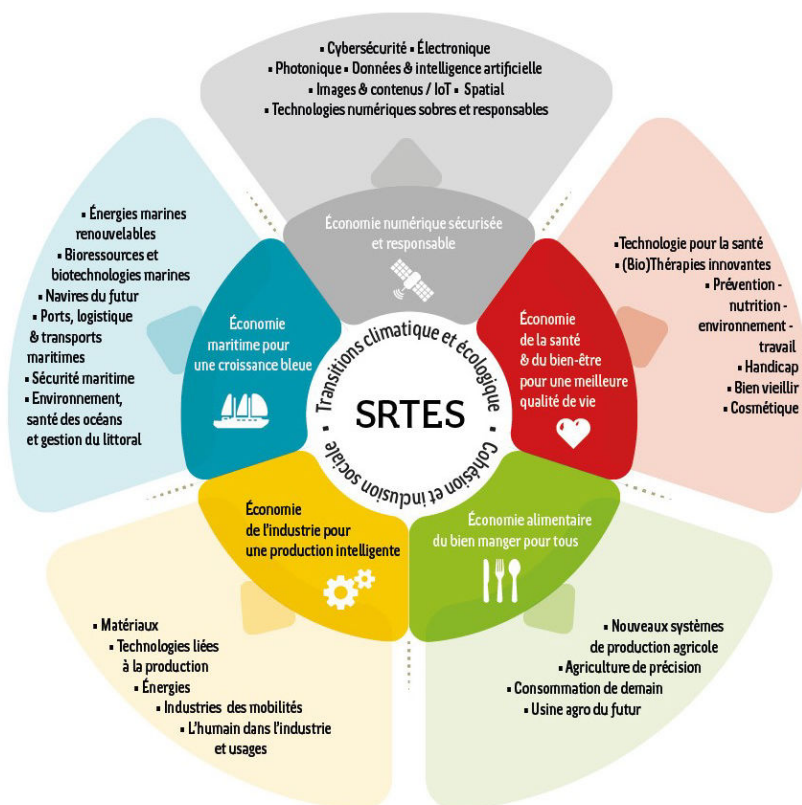 ▪ Cybersécurité ▪ Électronique
▪ Photonique ▪ Données & intelligence artificielle
▪ Images & contenus / IoT ▪ Spatial
▪ Technologies numériques sobres et responsables
Économie numérique sécurisée
et responsable
▪ Énergies marines
renouvelables
▪ Bioressources et
biotechnologies marines
▪ Navires du futur
▪ Ports, logistique
& transports
maritimes
▪ Sécurité maritime
▪ Environnement,
santé des océans
et gestion du littoral
Économie
maritime pour
une croissance bleue
▪ Technologie pour la santé
▪ (Bio)Thérapies innovantes
▪ Prévention -
nutrition -
environnement -
travail
▪ Handicap
▪ Bien vieillir
▪ Cosmétique
Économie
de la santé
& du bien-être
pour une meilleure
qualité de vie
▪ Transitions climatique et écologique
SRTES
▪ Cohésion et inclusion sociale
Économie
de l'industrie pour
une production intelligente
▪ Matériaux
▪ Technologies liées
à la production
▪ Énergies
▪ Industries des mobilités
▪ L'humain dans l'industrie
et usages
Économie alimentaire
du bien manger pour tous
▪ Nouveaux systèmes
de production agricole
▪ Agriculture de précision
▪ Consommation de demain
▪ Usine agro du futur